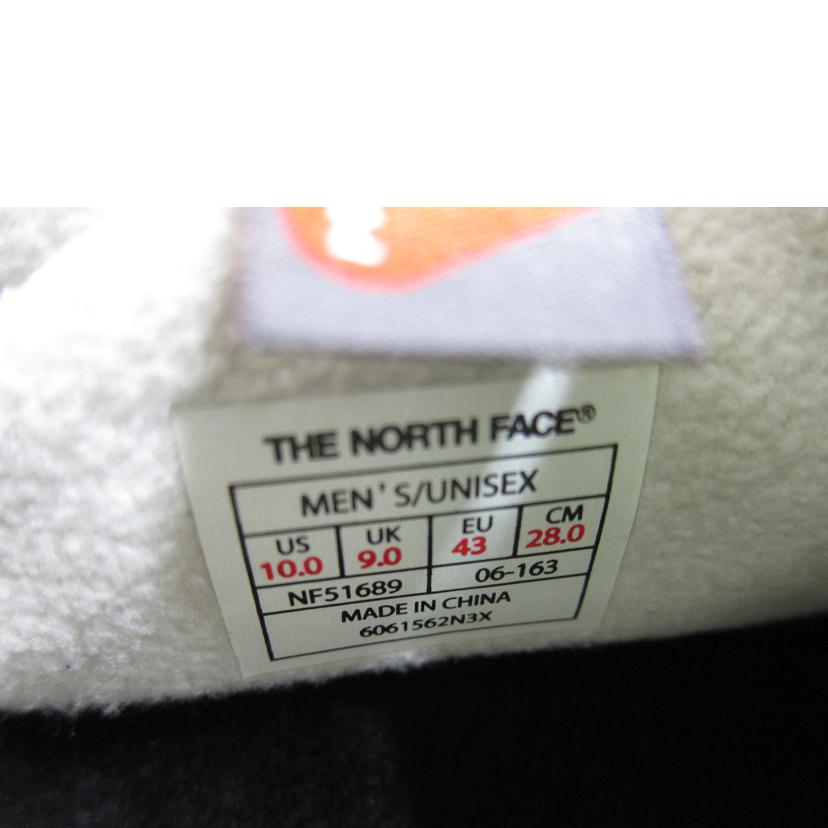 THE NORTH FACE®
MEN'S/UNISEX
US UK EU CM
10.0 9.0 43 28.0
NF51689 06-163
MADE IN CHINA
6061562N3X